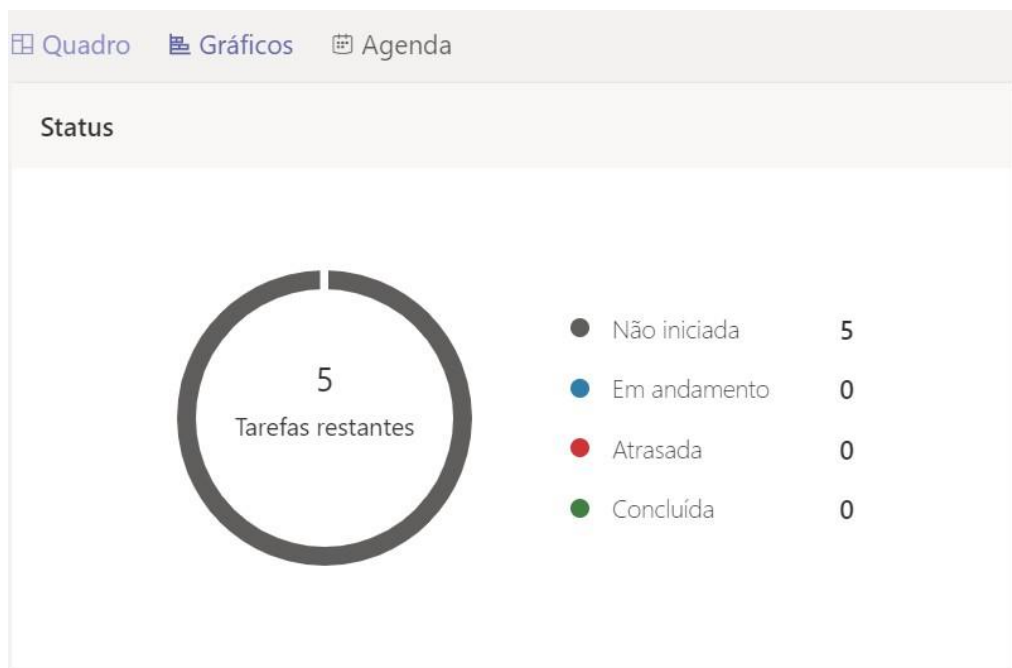 Quadro Gráficos Agenda
Status
5
Tarefas restantes
Não iniciada 5
Em andamento 0
Atrasada 0
Concluída 0